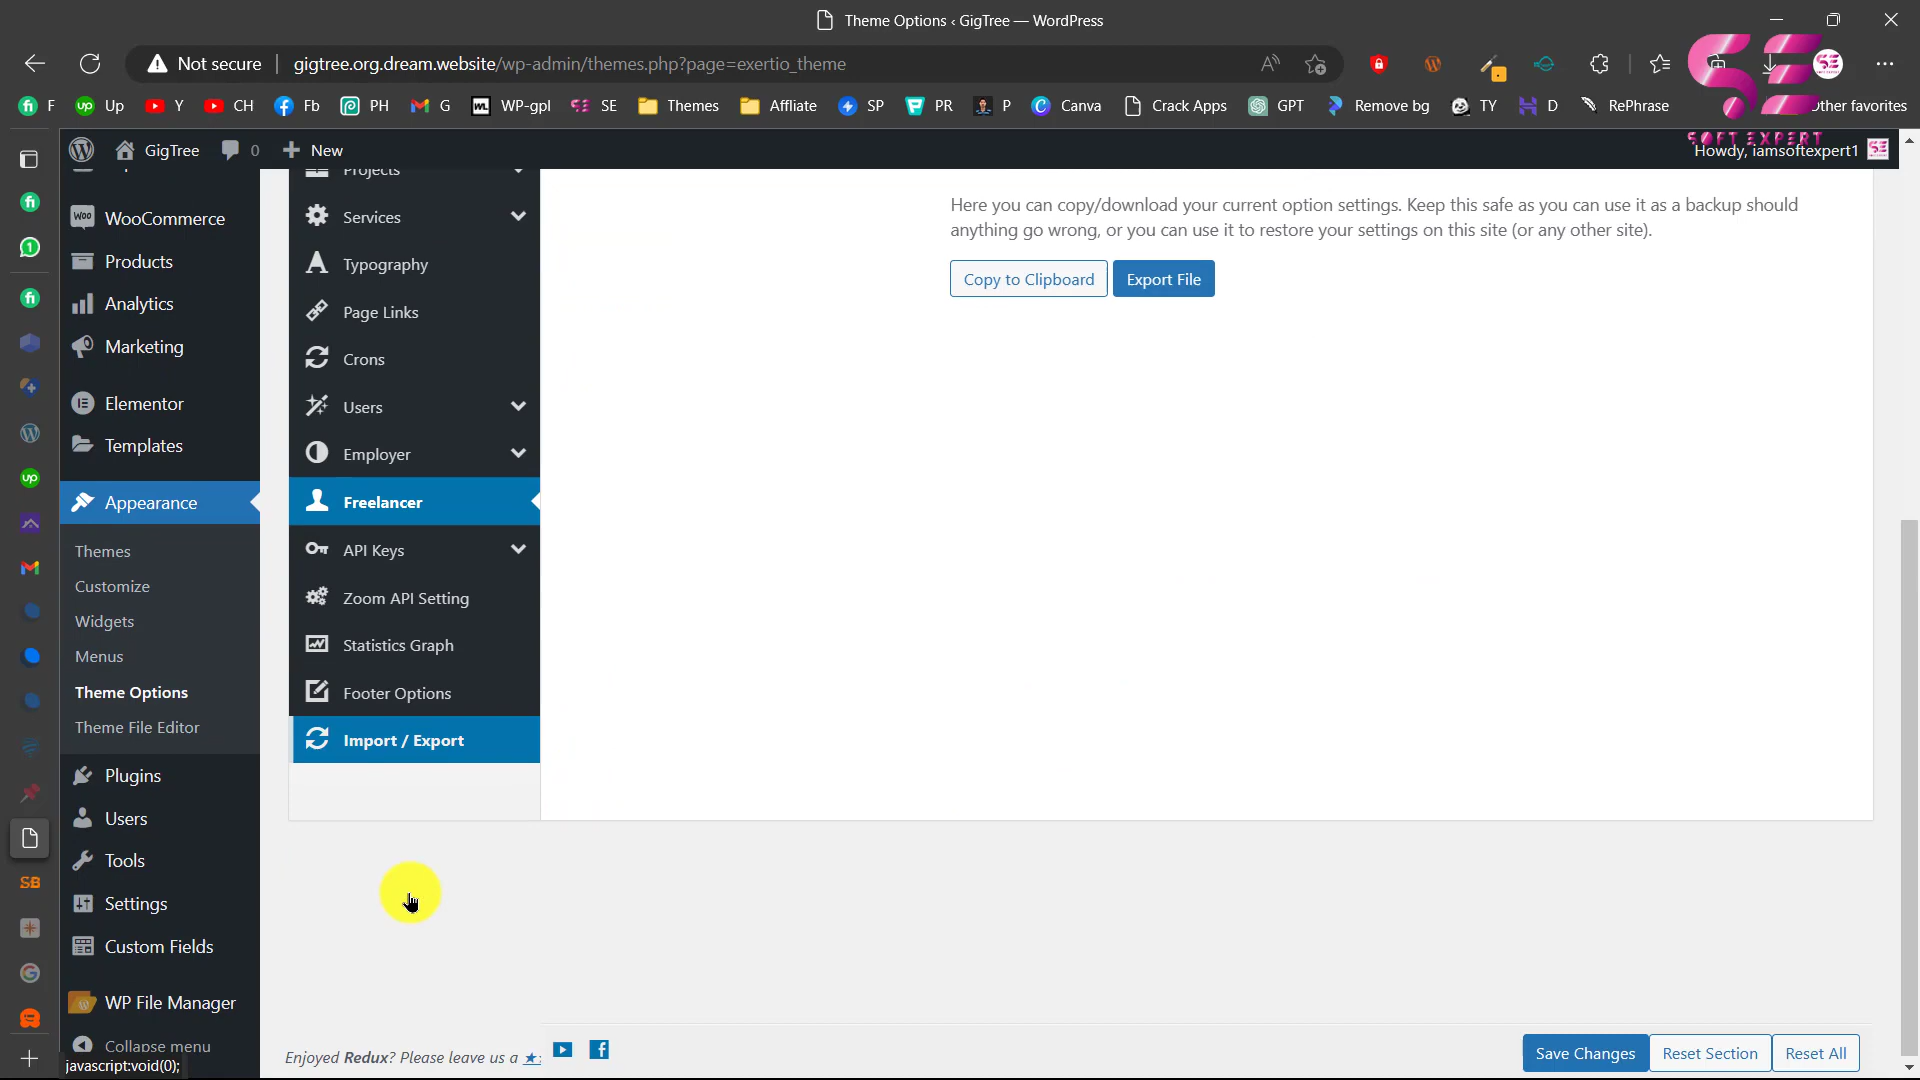 Theme Options ‹ GigTree — WordPress
Not secure
gigtree.org.dream.website/wp-admin/themes.php?page=exertio_theme
F
Up
Y
CH
Fb
PH
G
WP-gpl
SE
Themes
Affliate
SP
PR
P
Canva
Crack Apps
GPT
Remove bg
TY
D
RePhrase
Other favorites
SOFT EXPERT
GigTree
0
New
Howdy, iamsoftexpert1
WooCommerce
Products
Analytics
Marketing
Elementor
Templates
Appearance
Themes
Customize
Widgets
Menus
Theme Options
Theme File Editor
Plugins
Users
Tools
Settings
Custom Fields
WP File Manager
Collapse menu
javascript:void(0);
Projects
Services
Typography
Page Links
Crons
Users
Employer
Freelancer
API Keys
Zoom API Setting
Statistics Graph
Footer Options
Import / Export
Here you can copy/download your current option settings. Keep this safe as you can use it as a backup should
anything go wrong, or you can use it to restore your settings on this site (or any other site).
Copy to Clipboard
Export File
Enjoyed Redux? Please leave us a
Save Changes
Reset Section
Reset All